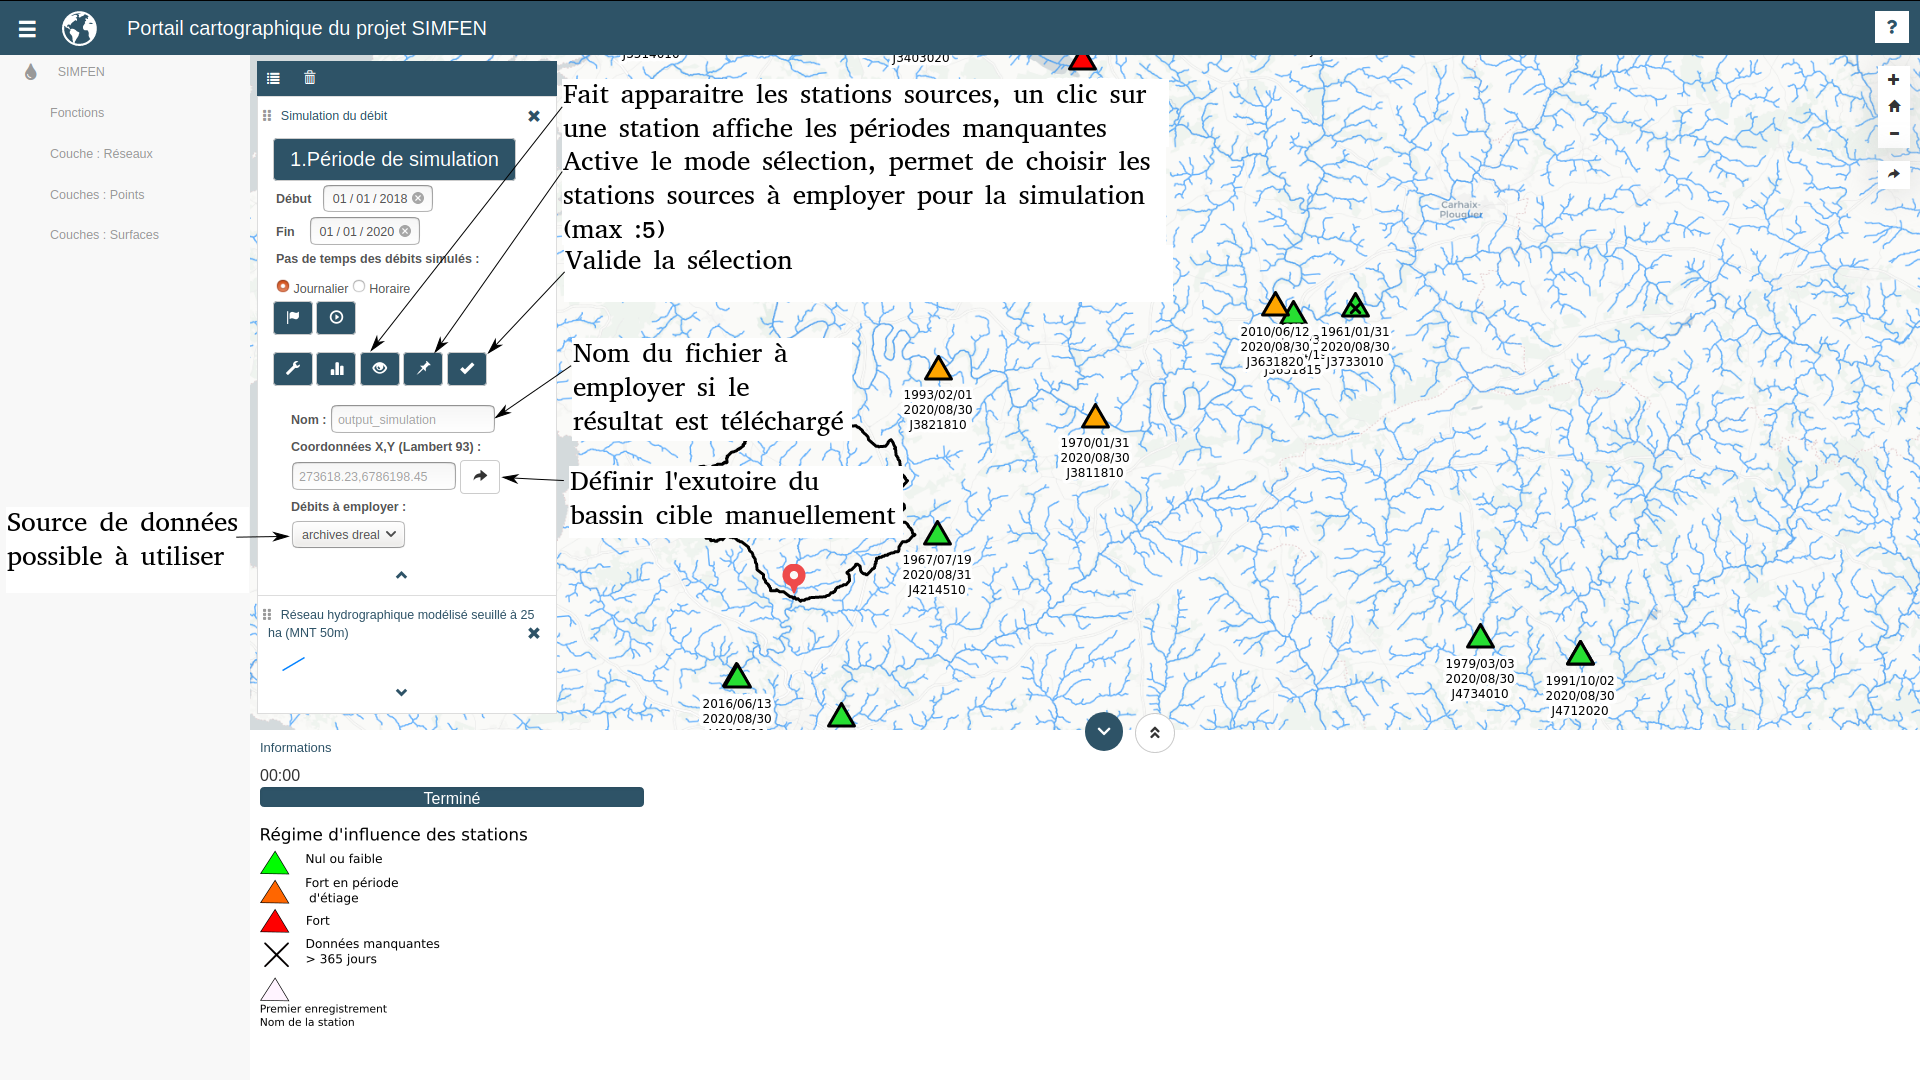 Portail cartographique du projet SIMFEN
?
SIMFEN
Fonctions
Couche : Réseaux
Couches : Points
Couches : Surfaces
Simulation du débit
1.Période de simulation
Début 01 / 01 / 2018
Fin 01 / 01 / 2020
Pas de temps des débits simulés :
Journalier Horaire
Nom : output_simulation
Coordonnées X,Y (Lambert 93) :
273618.23,6786198.45
Débits à employer :
archives dreal
Réseau hydrographique modélisé seuillé à 25
ha (MNT 50m)
Source de données
possible à utiliser
Fait apparaitre les stations sources, un clic sur
une station affiche les périodes manquantes
Active le mode sélection, permet de choisir les
stations sources à employer pour la simulation
(max :5)
Valide la sélection
Nom du fichier à
employer si le
résultat est téléchargé
Définir l'exutoire du
bassin cible manuellement
J3403020
Carhaix-
Plouguer
2010/06/12
2020/08/30
J3631820
J3631815
1961/01/31
2020/08/30
J3733010
1993/02/01
2020/08/30
J3821810
1970/01/31
2020/08/30
J3811810
1967/07/19
2020/08/31
J4214510
1979/03/03
2020/08/30
J4734010
1991/10/02
2020/08/30
J4712020
2016/06/13
2020/08/30
Informations
00:00
Terminé
Régime d'influence des stations
Nul ou faible
Fort en période
d'étiage
Fort
Données manquantes
> 365 jours
Premier enregistrement
Nom de la station